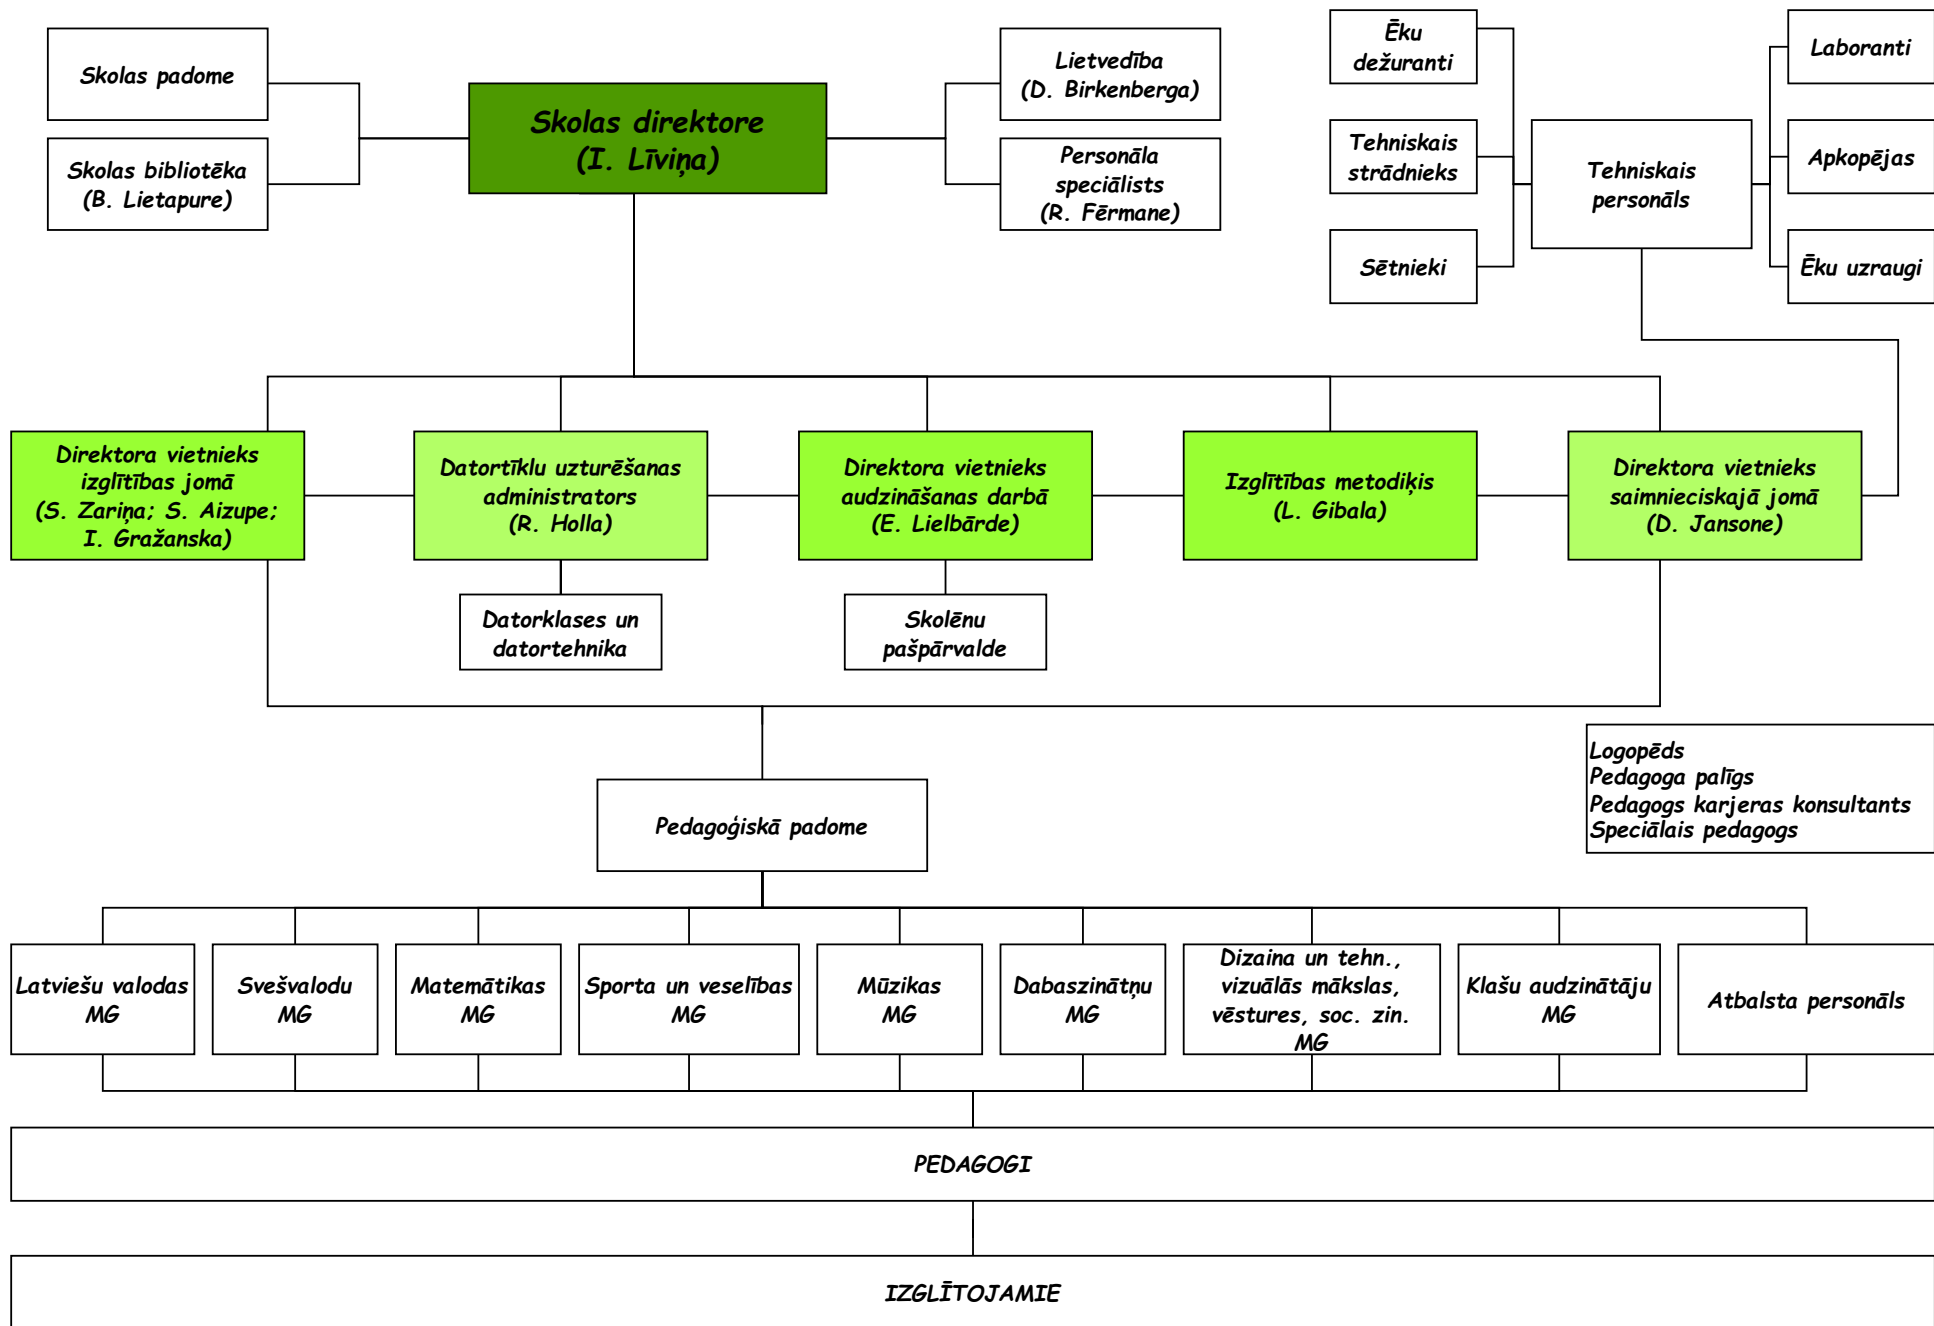 Skolas padome
Skolas bibliotēka
(B. Lietapure)
Skolas direktore
(I. Līviņa)
Lietvedība
(D. Birkenberga)
Personāla
speciālists
(R. Fērmane)
Ēku
dežuranti
Tehniskais
strādnieks
Sētnieki
Tehniskais
personāls
Laboranti
Apkopējas
Ēku uzraugi
Direktora vietnieks
izglītības jomā
(S. Zariņa; S. Aizupe;
I. Gražanska)
Datortīklu uzturēšanas
administrators
(R. Holla)
Direktora vietnieks
audzināšanas darbā
(E. Lielbārde)
Izglītības metodiķis
(L. Gibala)
Direktora vietnieks
saimnieciskajā jomā
(D. Jansone)
Datorklases un
datortehnika
Skolēnu
pašpārvalde
Logopēds
Pedagoga palīgs
Pedagogs karjeras konsultants
Speciālais pedagogs
Pedagoģiskā padome
Latviešu valodas
MG
Svešvalodu
MG
Matemātikas
MG
Sporta un veselības
MG
Mūzikas
MG
Dabaszinātņu
MG
Dizaina un tehn.,
vizuālās mākslas,
vēstures, soc. zin.
MG
Klašu audzinātāju
MG
Atbalsta personāls
PEDAGOGI
IZGLĪTOJAMIE